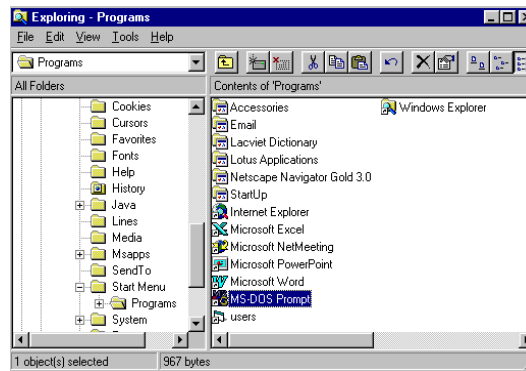 Exploring - Programs
File Edit View Tools Help
Programs
All Folders
Contents of 'Programs'
Cookies
Cursors
Favorites
Fonts
Help
History
Java
Lines
Media
Msapps
SendTo
Start Menu
Programs
System
Accessories
Email
Lacviet Dictionary
Lotus Applications
Netscape Navigator Gold 3.0
StartUp
Internet Explorer
Microsoft Excel
Microsoft NetMeeting
Microsoft PowerPoint
Microsoft Word
MS-DOS Prompt
users
Windows Explorer
1 object(s) selected
967 bytes